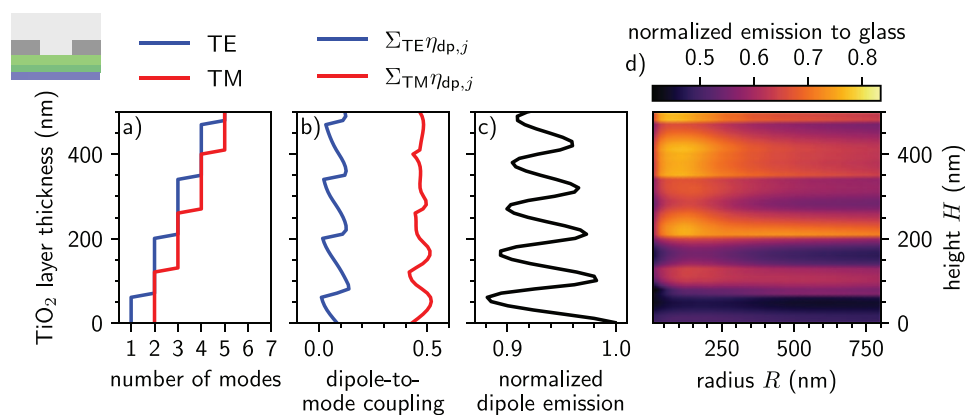 TE
TM
Σ_TE η_dp,j
Σ_TM η_dp,j
normalized emission to glass
d)
0.5 0.6 0.7 0.8
TiO₂ layer thickness (nm)
0
200
400
a)
1 2 3 4 5 6 7
number of modes
b)
0.0 0.5
dipole-to-
mode coupling
c)
0.9 1.0
normalized
dipole emission
250 500 750
radius R (nm)
400
200
0
height H (nm)